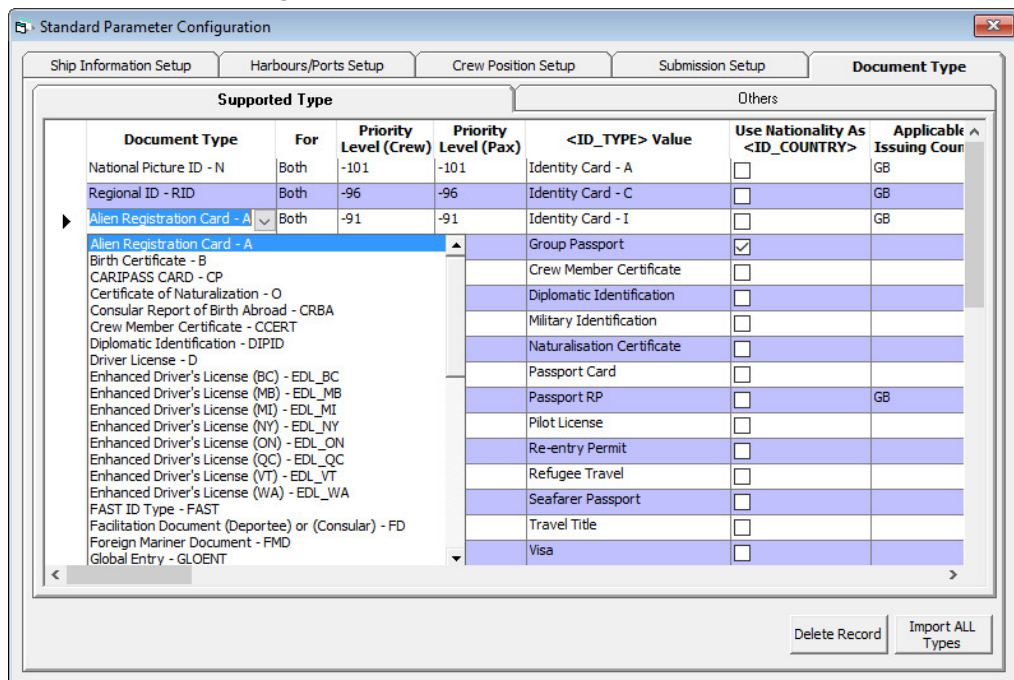 Standard Parameter Configuration
Ship Information Setup Harbours/Ports Setup Crew Position Setup Submission Setup Document Type
Supported Type Others
Document Type For Priority Level (Crew) Priority Level (Pax) <ID_TYPE> Value Use Nationality As <ID_COUNTRY> Applicable Issuing Coun
National Picture ID - N Both -101 -101 Identity Card - A GB
Regional ID - RID Both -96 -96 Identity Card - C GB
Alien Registration Card - A Both -91 -91 Identity Card - I GB
Alien Registration Card - A
Birth Certificate - B
CARIPASS CARD - CP
Certificate of Naturalization - O
Consular Report of Birth Abroad - CRBA
Crew Member Certificate - CCERT
Diplomatic Identification - DIPID
Driver License - D
Enhanced Driver's License (BC) - EDL_BC
Enhanced Driver's License (MB) - EDL_MB
Enhanced Driver's License (MI) - EDL_MI
Enhanced Driver's License (NY) - EDL_NY
Enhanced Driver's License (ON) - EDL_ON
Enhanced Driver's License (QC) - EDL_QC
Enhanced Driver's License (VT) - EDL_VT
Enhanced Driver's License (WA) - EDL_WA
FAST ID Type - FAST
Facilitation Document (Deportee) or (Consular) - FD
Foreign Mariner Document - FMD
Global Entry - GLOENT
Group Passport
Crew Member Certificate
Diplomatic Identification
Military Identification
Naturalisation Certificate
Passport Card
Passport RP GB
Pilot License
Re-entry Permit
Refugee Travel
Seafarer Passport
Travel Title
Visa
Delete Record Import ALL Types